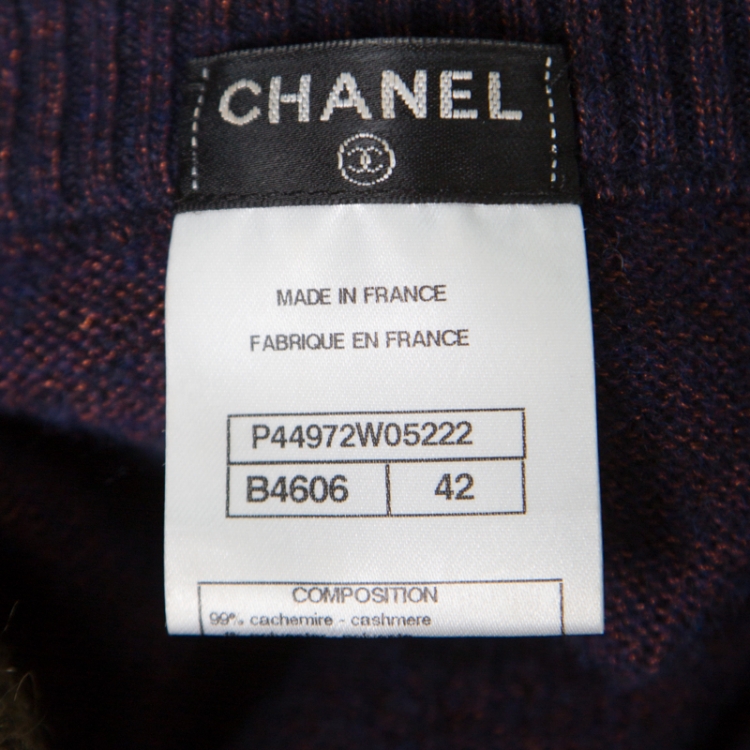 CHANEL
MADE IN FRANCE
FABRIQUE EN FRANCE
P44972W05222
B4606 42
COMPOSITION
99% cachemire - cashmere